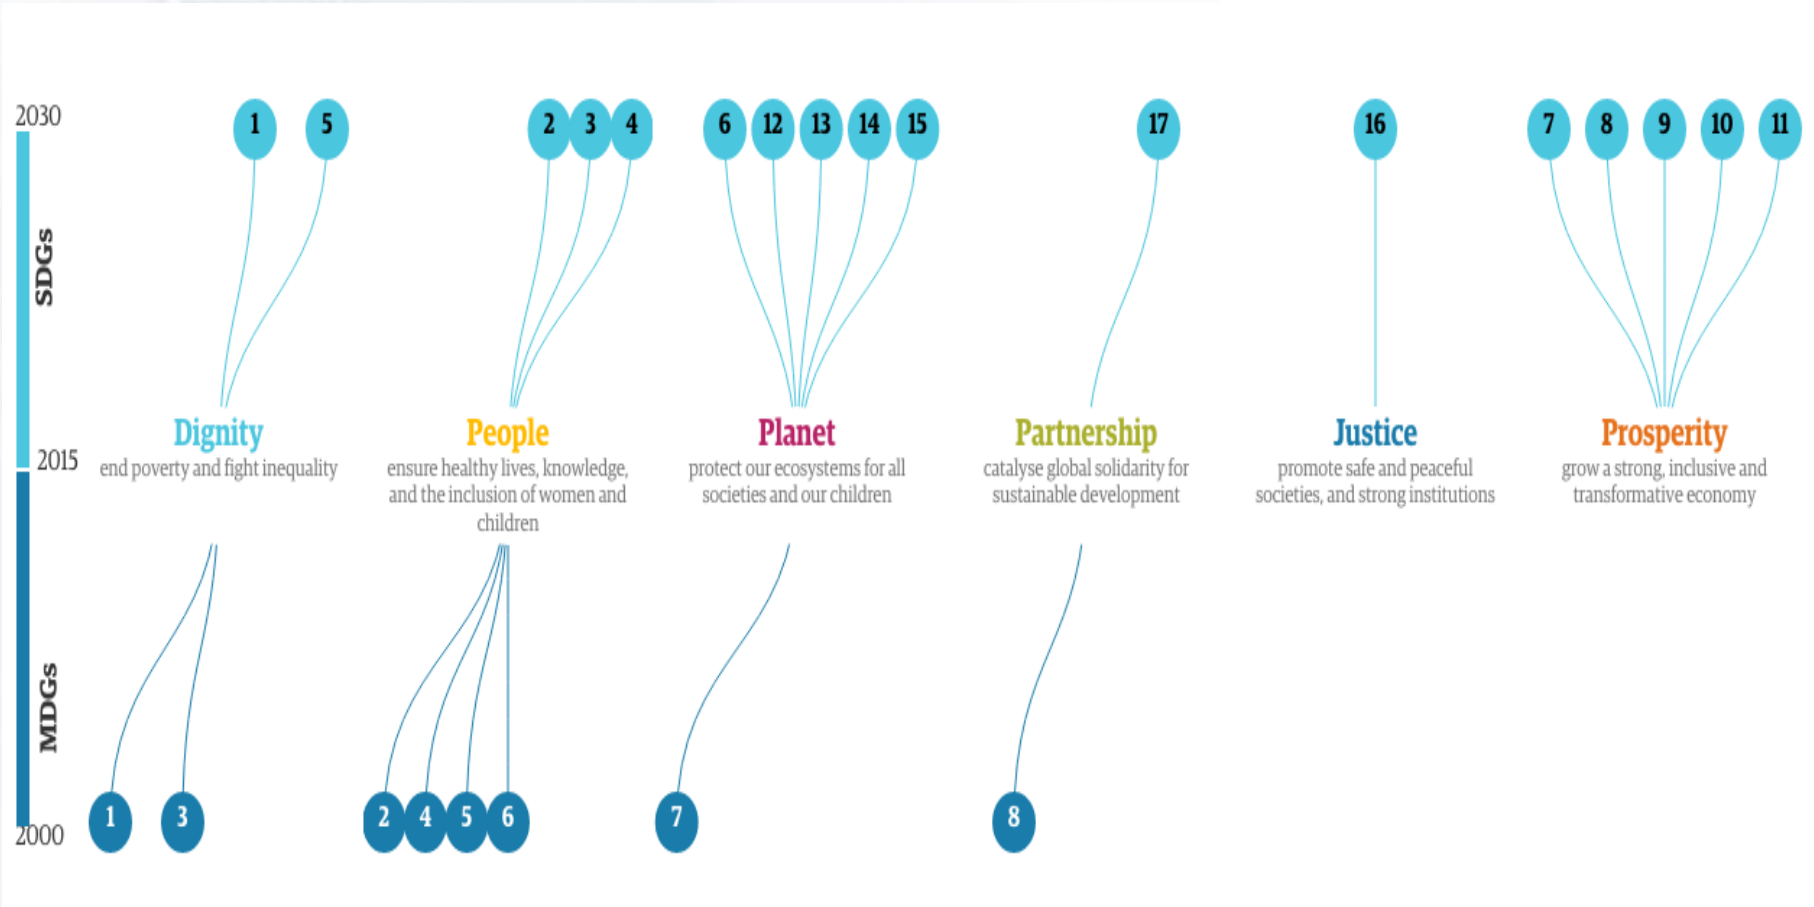 2030
1
5
2
3
4
6
12
13
14
15
17
16
7
8
9
10
11
SDGs
Dignity
end poverty and fight inequality
People
ensure healthy lives, knowledge,
and the inclusion of women and
children
Planet
protect our ecosystems for all
societies and our children
Partnership
catalyse global solidarity for
sustainable development
Justice
promote safe and peaceful
societies, and strong institutions
Prosperity
grow a strong, inclusive and
transformative economy
2015
MDGs
1
3
2
4
5
6
7
8
2000